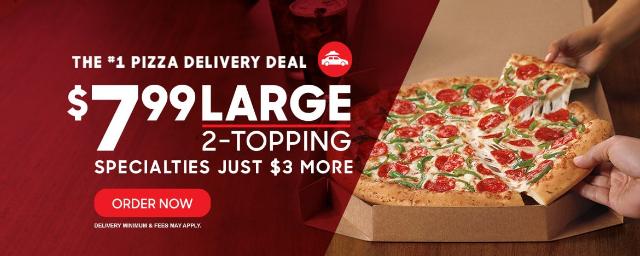 THE #1 PIZZA DELIVERY DEAL
$7.99 LARGE
2-TOPPING
SPECIALTIES JUST $3 MORE
ORDER NOW
DELIVERY MINIMUM & FEES MAY APPLY.